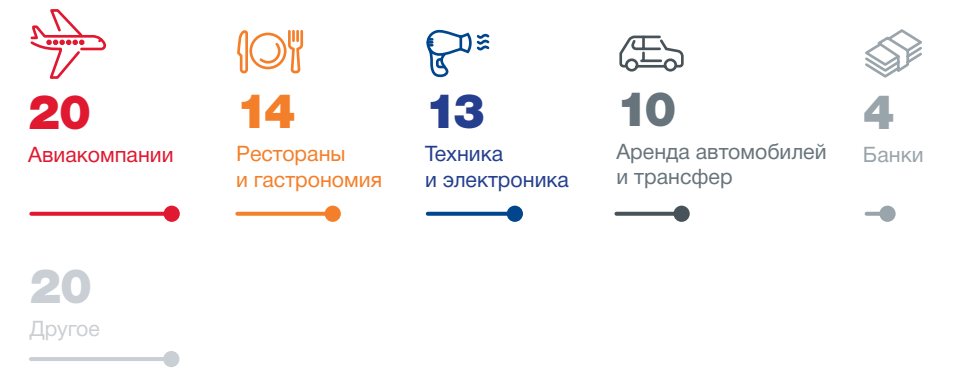 20
Авиакомпании
14
Рестораны
и гастрономия
13
Техника
и электроника
10
Аренда автомобилей
и трансфер
4
Банки
20
Другое